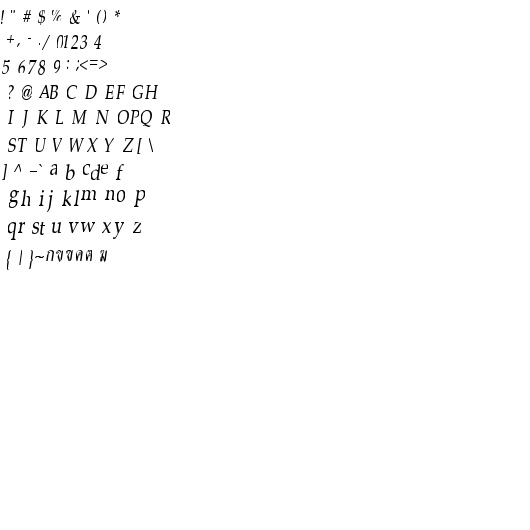 ! " # $ % & ' () *
+, - ./ 0123 4
5 678 9 : ;<=>
? @ AB C D EF GH
I J K L M N OPQ R
ST U V WX Y Z[ \
] ^ _` a b cde f
gh ij klm no p
qr st u vw xy z
{ | }~กขฃคฅ ฆ